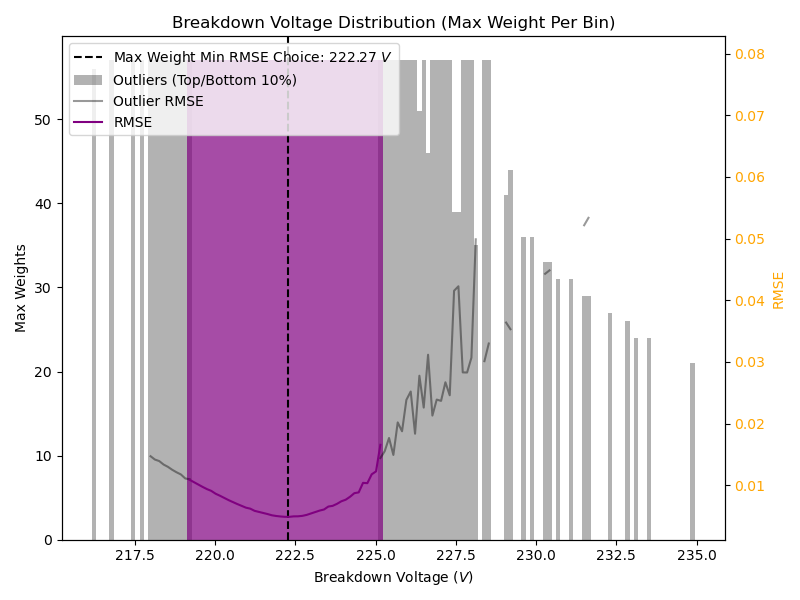 Breakdown Voltage Distribution (Max Weight Per Bin)
Max Weight Min RMSE Choice: 222.27 V
Outliers (Top/Bottom 10%)
Outlier RMSE
RMSE
Max Weights
50
40
30
20
10
0
0.08
0.07
0.06
0.05
0.04
0.03
0.02
0.01
RMSE
217.5 220.0 222.5 225.0 227.5 230.0 232.5 235.0
Breakdown Voltage (V)